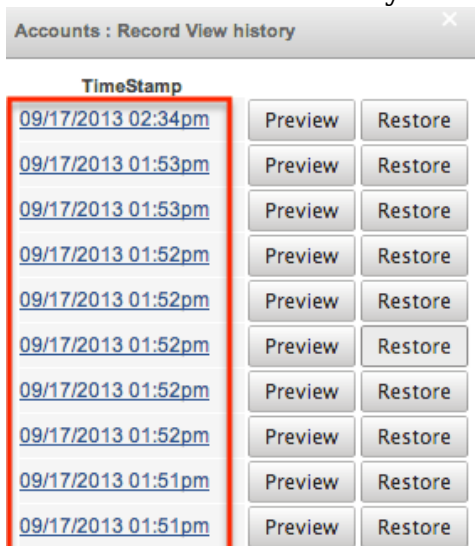 Accounts : Record View history
TimeStamp
09/17/2013 02:34pm Preview Restore
09/17/2013 01:53pm Preview Restore
09/17/2013 01:53pm Preview Restore
09/17/2013 01:52pm Preview Restore
09/17/2013 01:52pm Preview Restore
09/17/2013 01:52pm Preview Restore
09/17/2013 01:52pm Preview Restore
09/17/2013 01:52pm Preview Restore
09/17/2013 01:51pm Preview Restore
09/17/2013 01:51pm Preview Restore